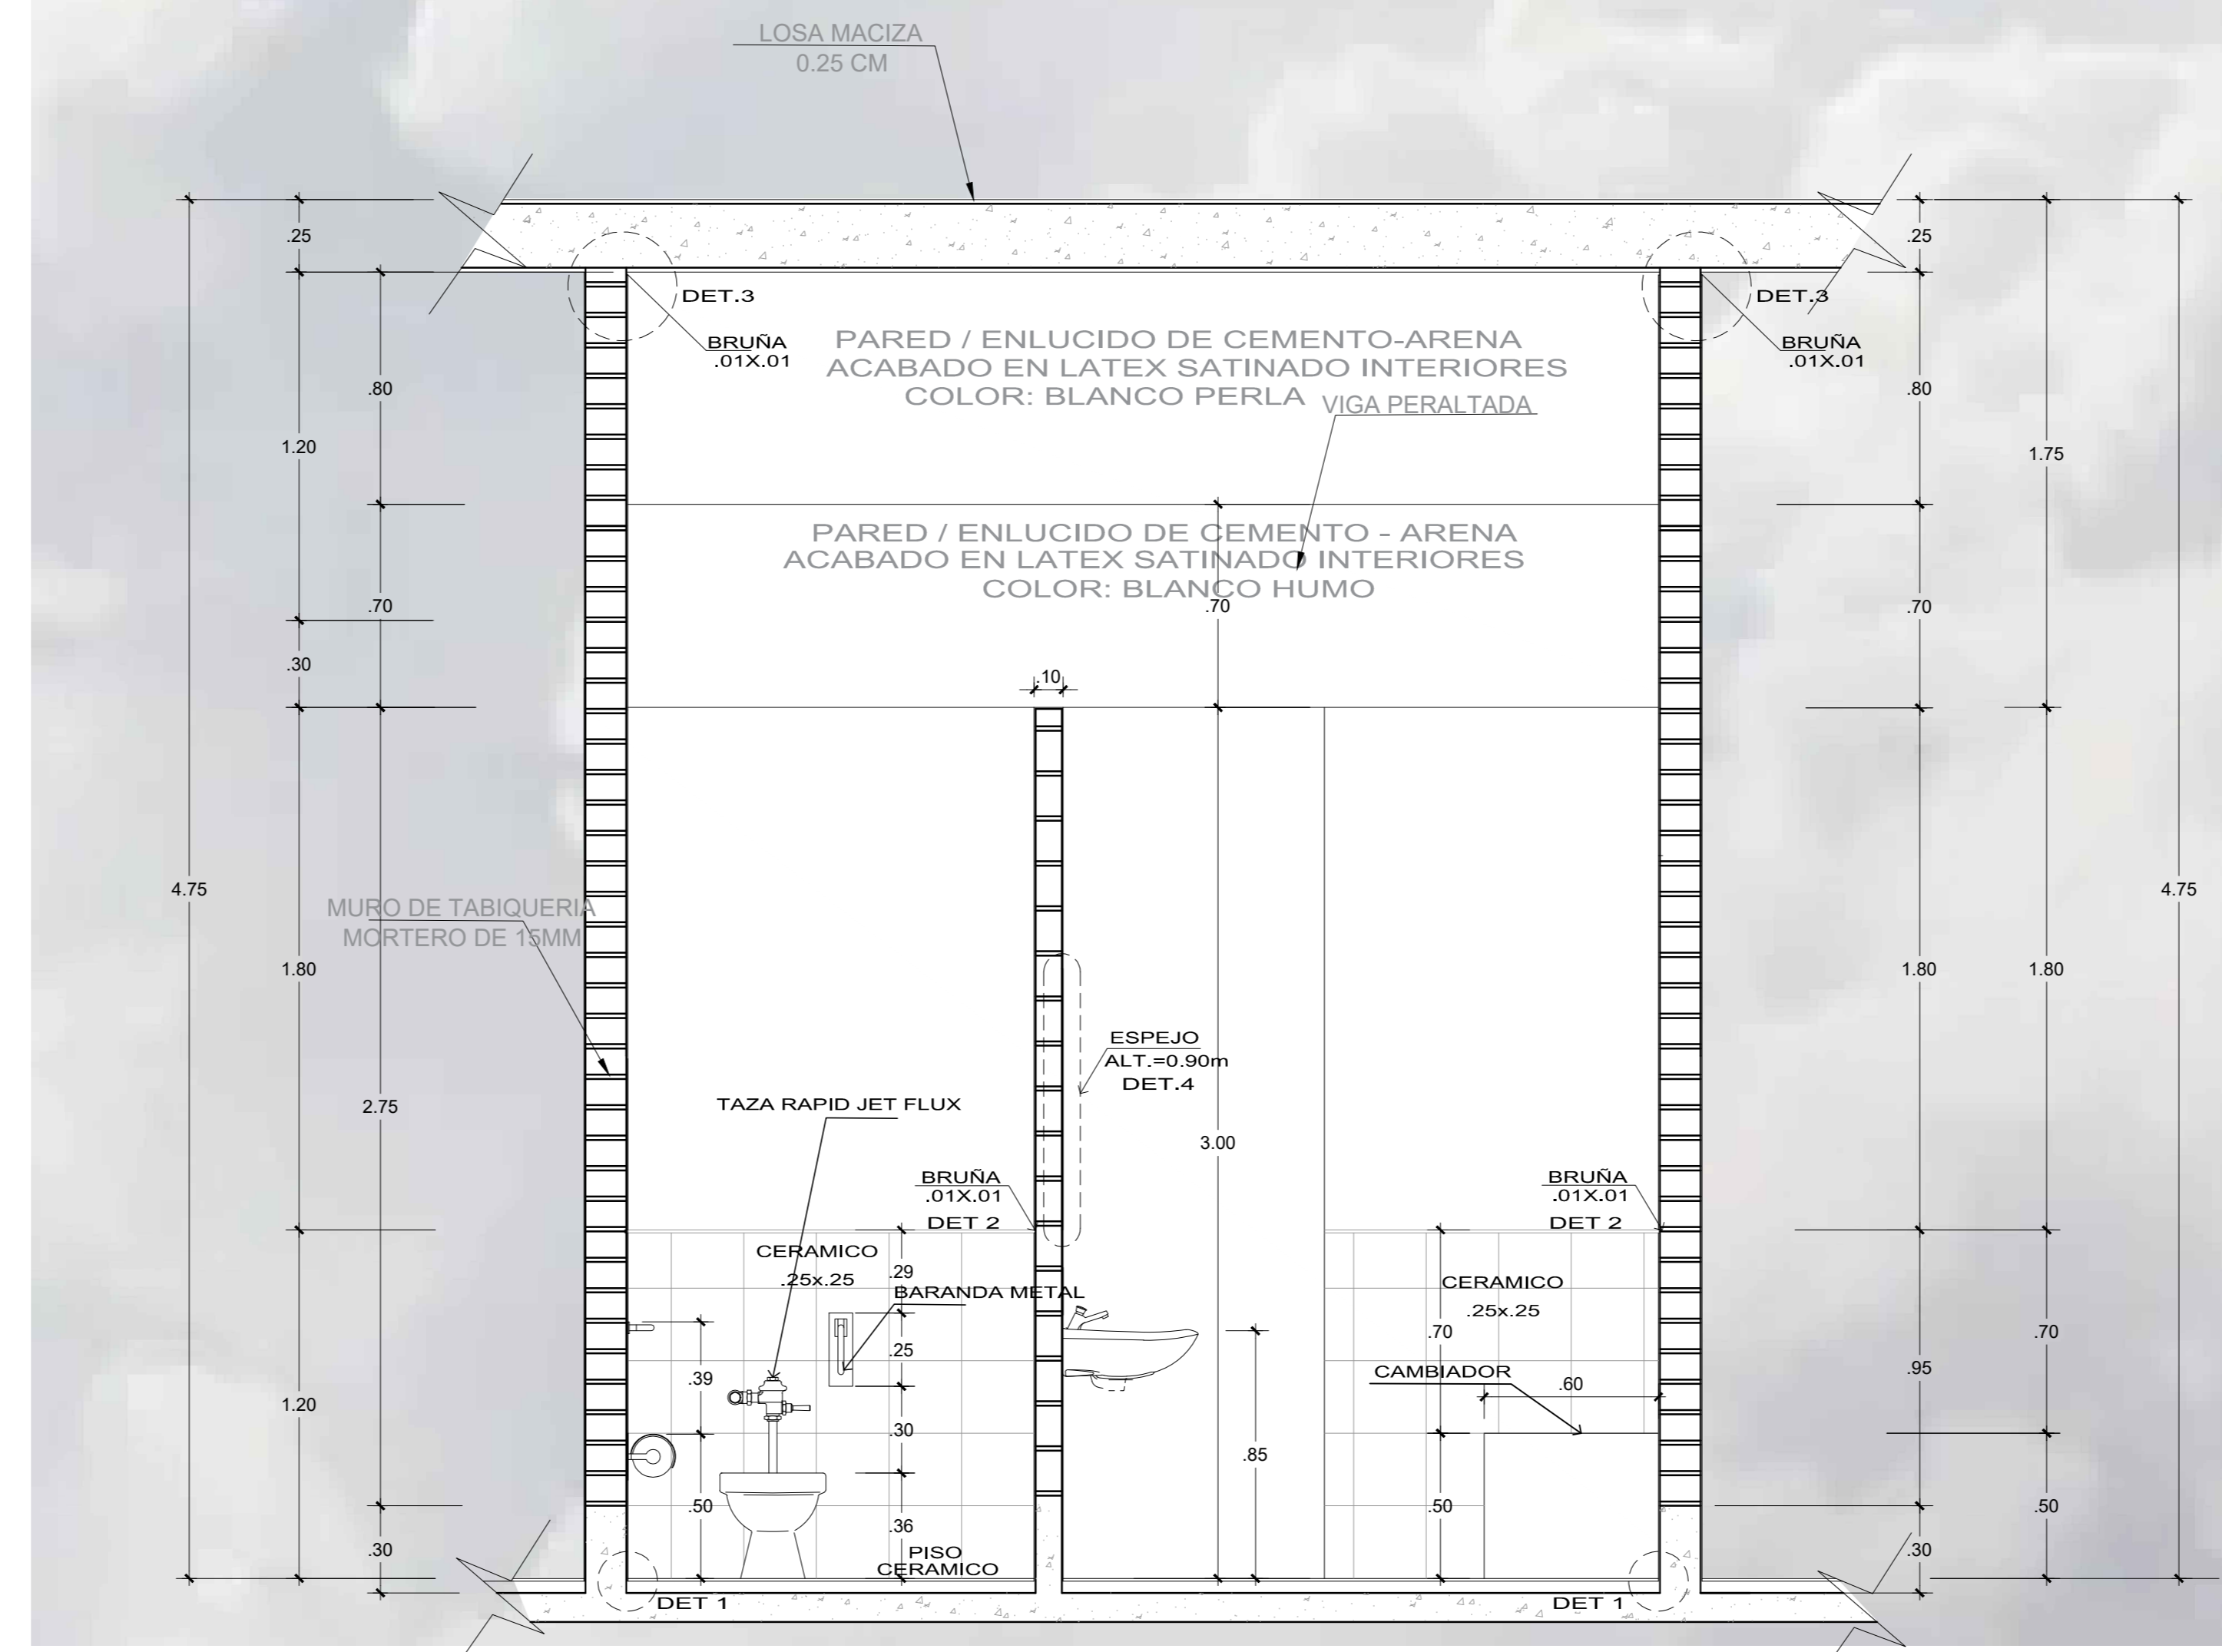 LOSA MACIZA
0.25 CM
.25
.25
DET.3
DET.3
BRUÑA
.01X.01
BRUÑA
.01X.01
PARED / ENLUCIDO DE CEMENTO-ARENA
ACABADO EN LATEX SATINADO INTERIORES
COLOR: BLANCO PERLA
VIGA PERALTADA
.80
.80
1.20
1.75
PARED / ENLUCIDO DE CEMENTO - ARENA
ACABADO EN LATEX SATINADO INTERIORES
COLOR: BLANCO HUMO
.70
.70
.70
.30
.10
4.75
4.75
MURO DE TABIQUERIA
MORTERO DE 15MM
1.80
1.80
1.80
ESPEJO
ALT.=0.90m
DET.4
2.75
TAZA RAPID JET FLUX
3.00
BRUÑA
.01X.01
DET 2
BRUÑA
.01X.01
DET 2
CERAMICO
.25x.25
.29
BARANDA METAL
CERAMICO
.25x.25
.70
.70
.25
.39
CAMBIADOR
.60
.95
1.20
.30
.85
.50
.50
.50
.36
PISO
CERAMICO
.30
.30
DET 1
DET 1